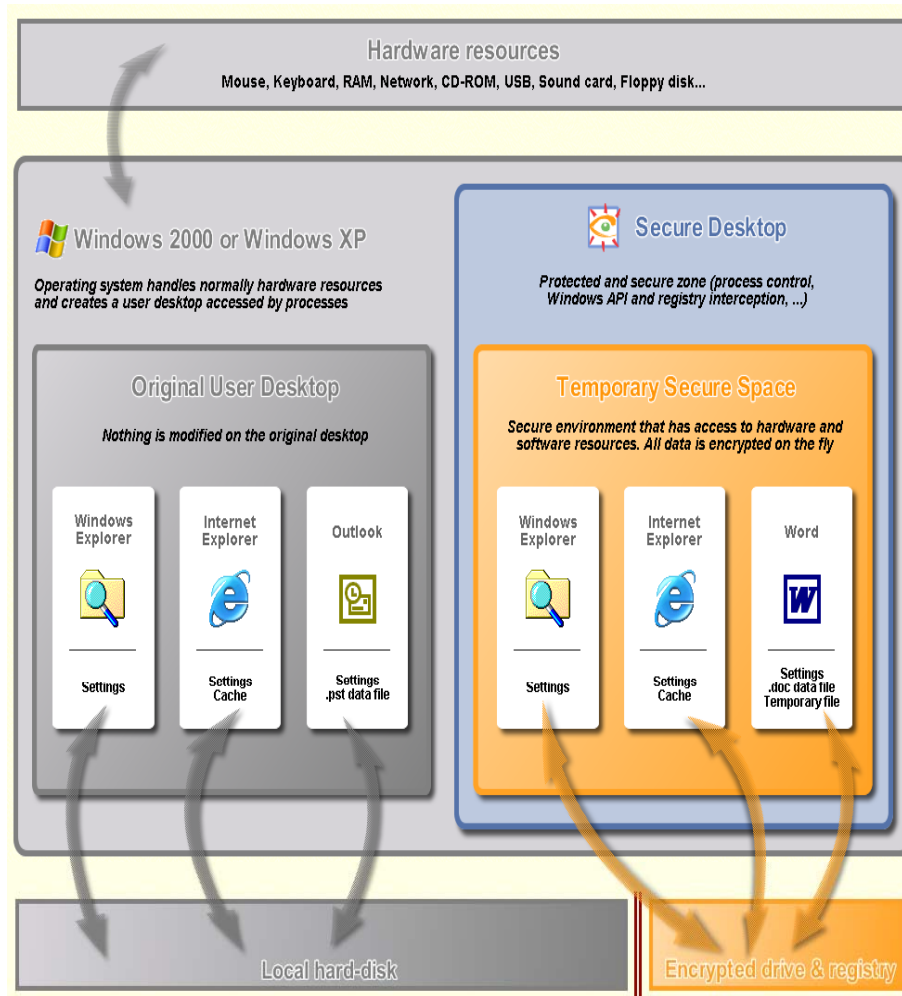 Hardware resources
Mouse, Keyboard, RAM, Network, CD-ROM, USB, Sound card, Floppy disk...
Windows 2000 or Windows XP
Operating system handles normally hardware resources
and creates a user desktop accessed by processes
Original User Desktop
Nothing is modified on the original desktop
Windows
Explorer
Settings
Internet
Explorer
Settings
Cache
Outlook
Settings
.pst data file
Secure Desktop
Protected and secure zone (process control,
Windows API and registry interception, ...)
Temporary Secure Space
Secure environment that has access to hardware and
software resources. All data is encrypted on the fly
Windows
Explorer
Settings
Internet
Explorer
Settings
Cache
Word
W
Settings
.doc data file
Temporary file
Local hard-disk
Encrypted drive & registry